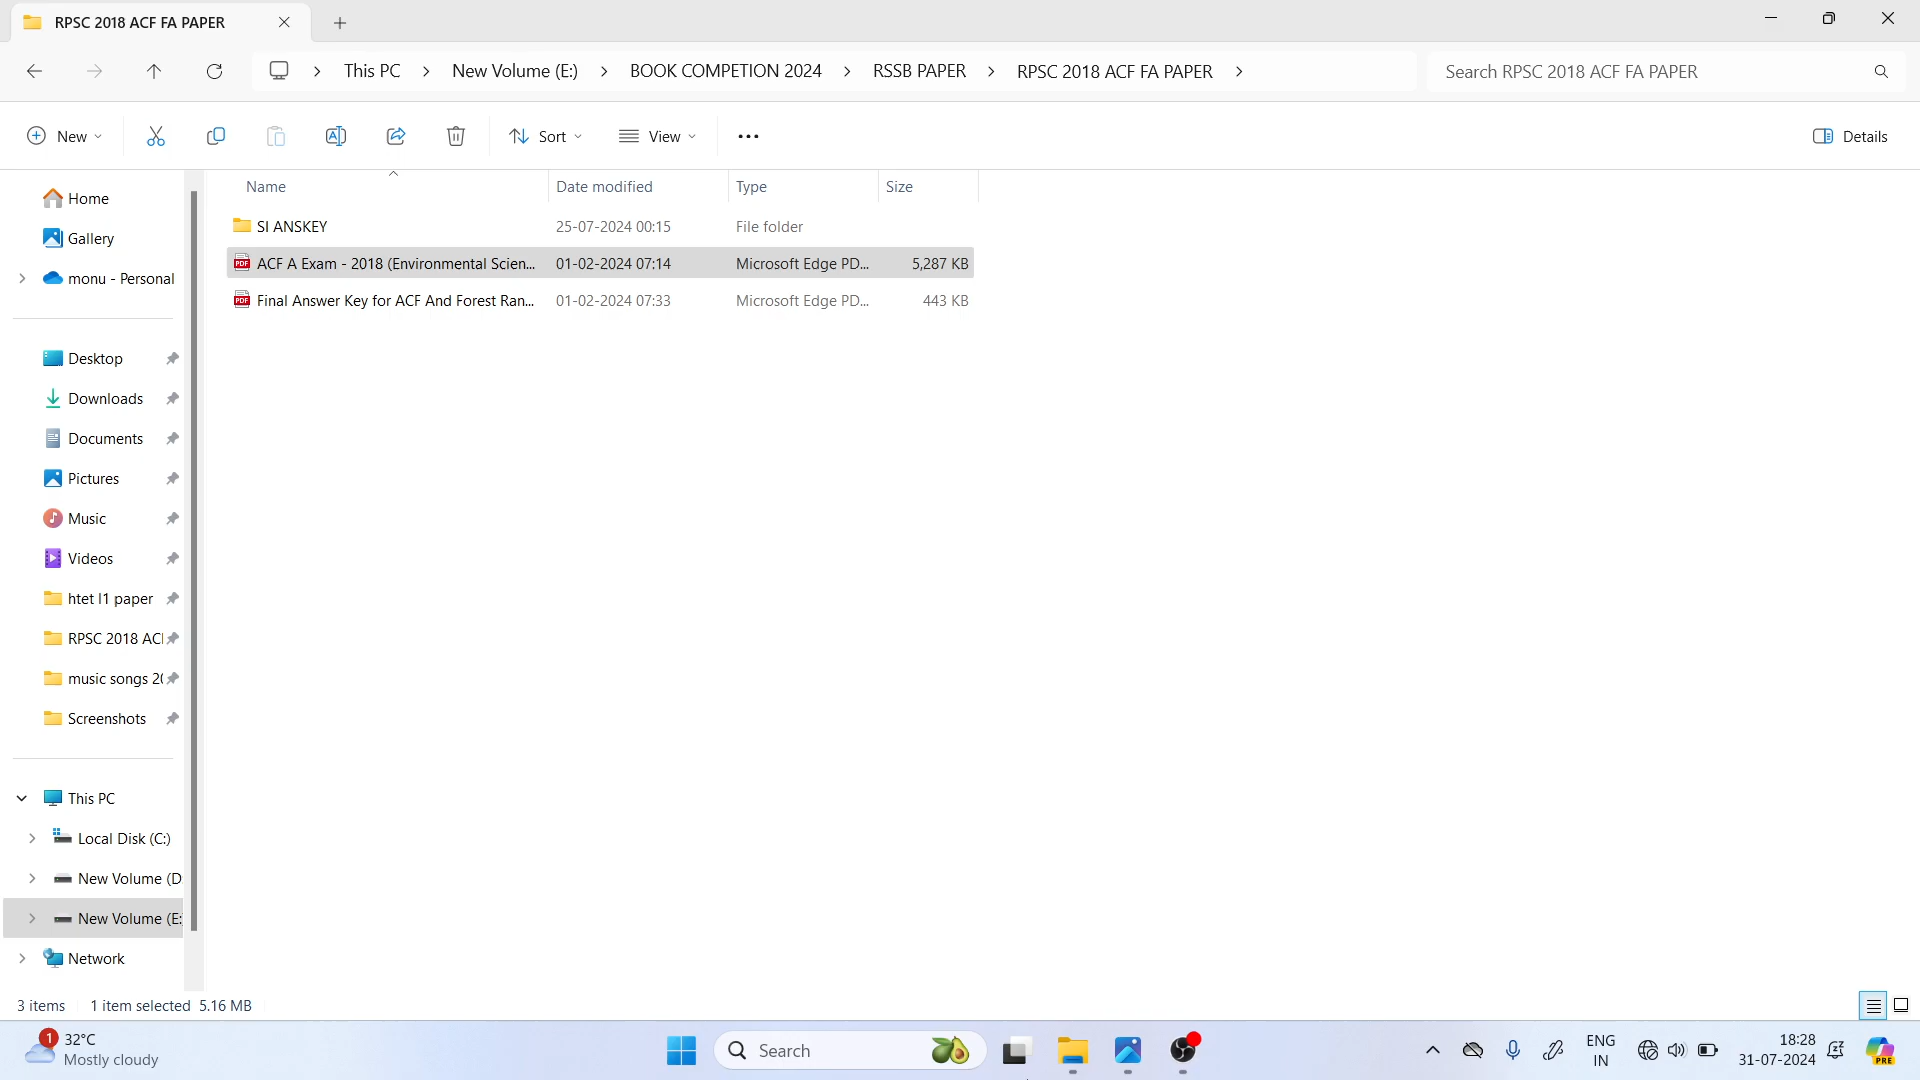 RPSC 2018 ACF FA PAPER
This PC > New Volume (E:) > BOOK COMPETION 2024 > RSSB PAPER > RPSC 2018 ACF FA PAPER >
Search RPSC 2018 ACF FA PAPER
New
Sort
View
Details
Name Date modified Type Size
SI ANSKEY 25-07-2024 00:15 File folder
ACF A Exam - 2018 (Environmental Scien... 01-02-2024 07:14 Microsoft Edge PD... 5,287 KB
Final Answer Key for ACF And Forest Ran... 01-02-2024 07:33 Microsoft Edge PD... 443 KB
Home
Gallery
monu - Personal
Desktop
Downloads
Documents
Pictures
Music
Videos
htet l1 paper
RPSC 2018 ACI
music songs 2(
Screenshots
This PC
Local Disk (C:)
New Volume (D:
New Volume (E:
Network
3 items 1 item selected 5.16 MB
1
32°C
Mostly cloudy
Search
ENG
IN
18:28
31-07-2024
PRE